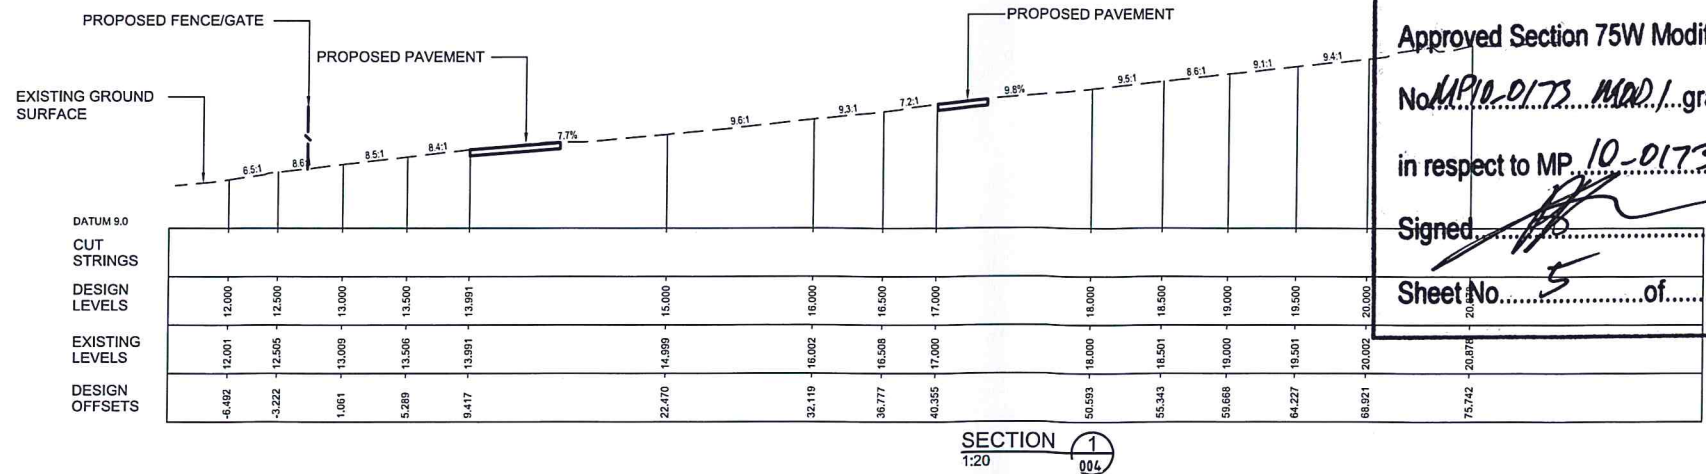 PROPOSED FENCE/GATE
PROPOSED PAVEMENT
PROPOSED PAVEMENT
EXISTING GROUND
SURFACE
6.5:1 8.6:1 8.5:1 8.4:1 7.7% 9.6:1 9.3:1 7.2:1 9.8% 9.5:1 8.6:1 9.1:1 9.4:1
DATUM 9.0
CUT
STRINGS
DESIGN
LEVELS
12.000 12.500 13.000 13.500 13.991 15.000 16.000 16.500 17.000 18.000 18.500 19.000 19.500 20.000
EXISTING
LEVELS
12.001 12.505 13.009 13.506 13.991 14.999 16.002 16.508 17.000 18.000 18.501 19.000 19.501 20.002 20.878
DESIGN
OFFSETS
-6.492 -3.222 1.061 5.289 9.417 22.470 32.119 36.777 40.355 50.593 55.343 59.668 64.227 68.921 75.742
SECTION 1
1:20 004
Approved Section 75W Modif
No MP10-0173 MOD 1 gra
in respect to MP 10-0173
Signed
Sheet No. 5 of